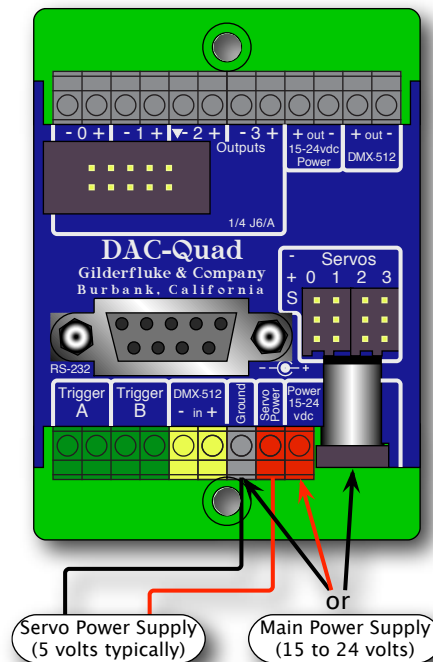 - 0 + - 1 + - 2 + - 3 + + out - + out -
Outputs
15-24vdc
Power
DMX-512
1/4 J6/A
DAC-Quad
Gilderfluke & Company
Burbank, California
Servos
-
+ 0 1 2 3
S
RS-232
- +
Trigger
A
Trigger
B
DMX-512
- in +
Ground
Servo
Power
Power
15-24
vdc
or
Servo Power Supply
(5 volts typically)
Main Power Supply
(15 to 24 volts)